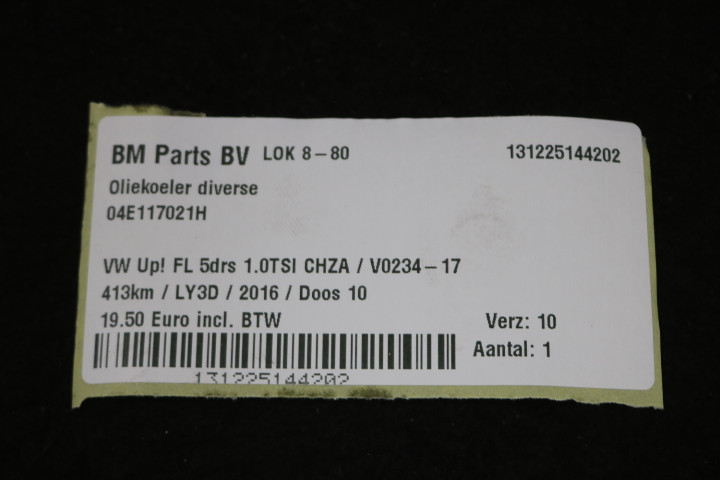 BM Parts BV LOK 8-80 131225144202
Oliekoeler diverse
04E117021H
VW Up! FL 5drs 1.0TSI CHZA / V0234-17
413km / LY3D / 2016 / Doos 10
19.50 Euro incl. BTW Verz: 10
Aantal: 1
131225144202